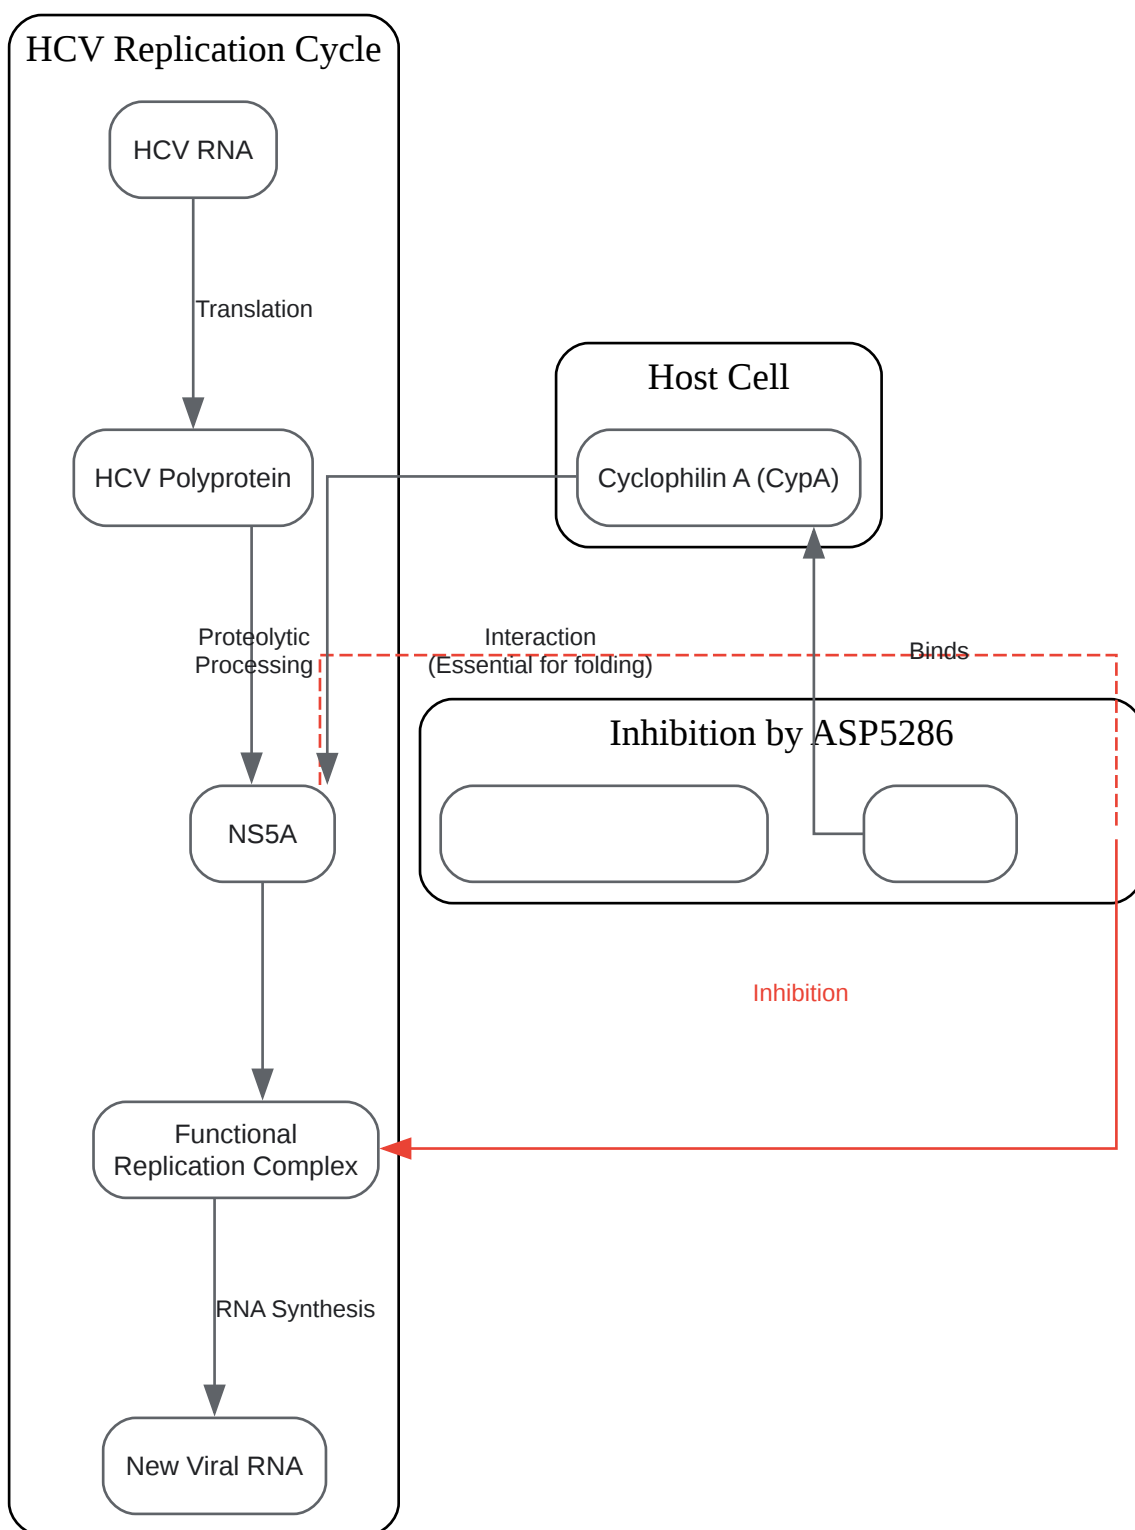 HCV Replication Cycle
HCV RNA
Translation
Host Cell
HCV Polyprotein
Cyclophilin A (CypA)
Proteolytic
Processing
Interaction
(Essential for folding)
Binds
Inhibition by ASP5286
NS5A
Inhibition
Functional
Replication Complex
RNA Synthesis
New Viral RNA